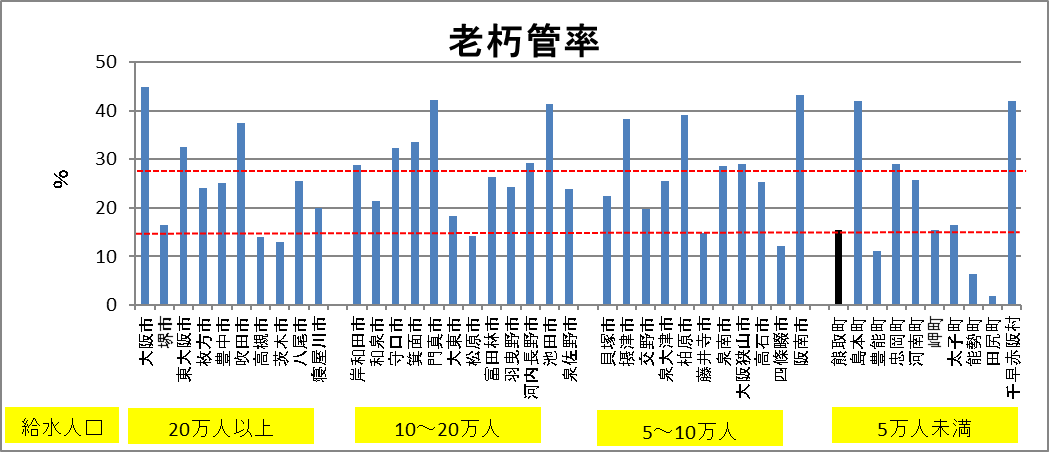 老朽管率
%
50
40
30
20
10
0
大阪市
堺市
東大阪市
枚方市
豊中市
吹田市
高槻市
茨木市
八尾市
寝屋川市
岸和田市
和泉市
守口市
箕面市
門真市
大東市
松原市
富田林市
羽曳野市
河内長野市
池田市
泉佐野市
貝塚市
摂津市
交野市
泉大津市
柏原市
藤井寺市
泉南市
大阪狭山市
高石市
四條畷市
阪南市
熊取町
島本町
豊能町
忠岡町
河南町
岬町
太子町
能勢町
田尻町
千早赤阪村
給水人口
20万人以上
10～20万人
5～10万人
5万人未満